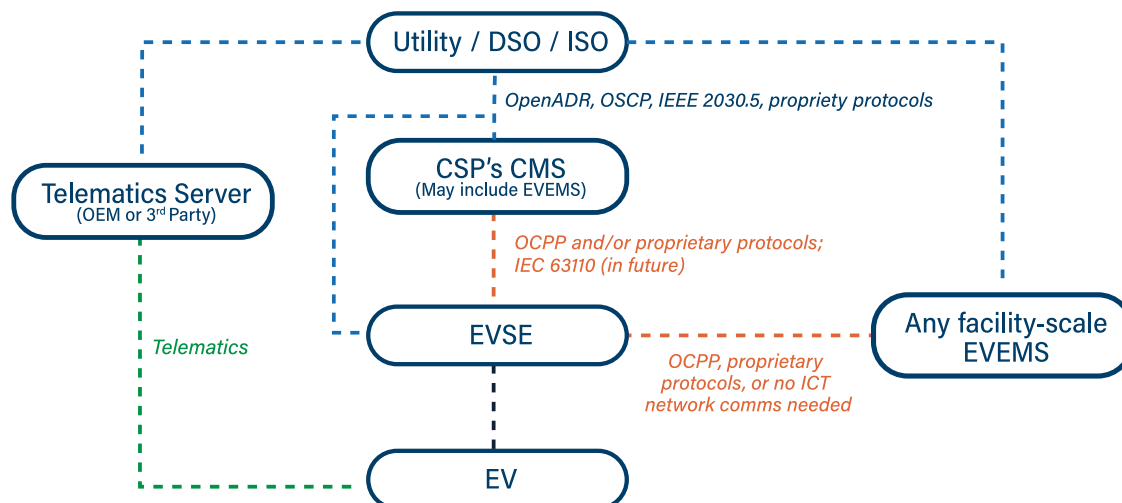 Utility / DSO / ISO
OpenADR, OSCP, IEEE 2030.5, propriety protocols
CSP's CMS
(May include EVEMS)
Telematics Server
(OEM or 3rd Party)
OCPP and/or proprietary protocols;
IEC 63110 (in future)
EVSE
Any facility-scale
EVEMS
Telematics
OCPP, proprietary
protocols, or no ICT
network comms needed
EV